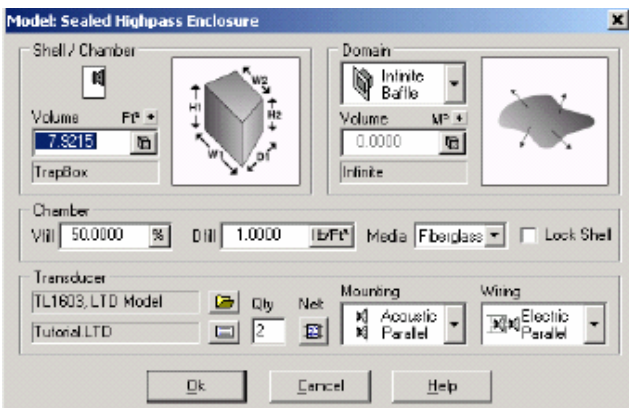 Model: Sealed Highpass Enclosure
Shell / Chamber
Volume Ft³
7.9215
TrapBox
H1 W2 H2 W1 D1
Domain
Infinite Baffle
Volume M³
0.0000
Infinite
Chamber
Vfill 50.0000 % Dfill 1.0000 lb/Ft³ Media Fiberglass Lock Shell
Transducer
TL1603, LTD Model
Tutorial.LTD
Qty
2
Net
Mounting
Acoustic Parallel
Wiring
Electric Parallel
Ok Cancel Help